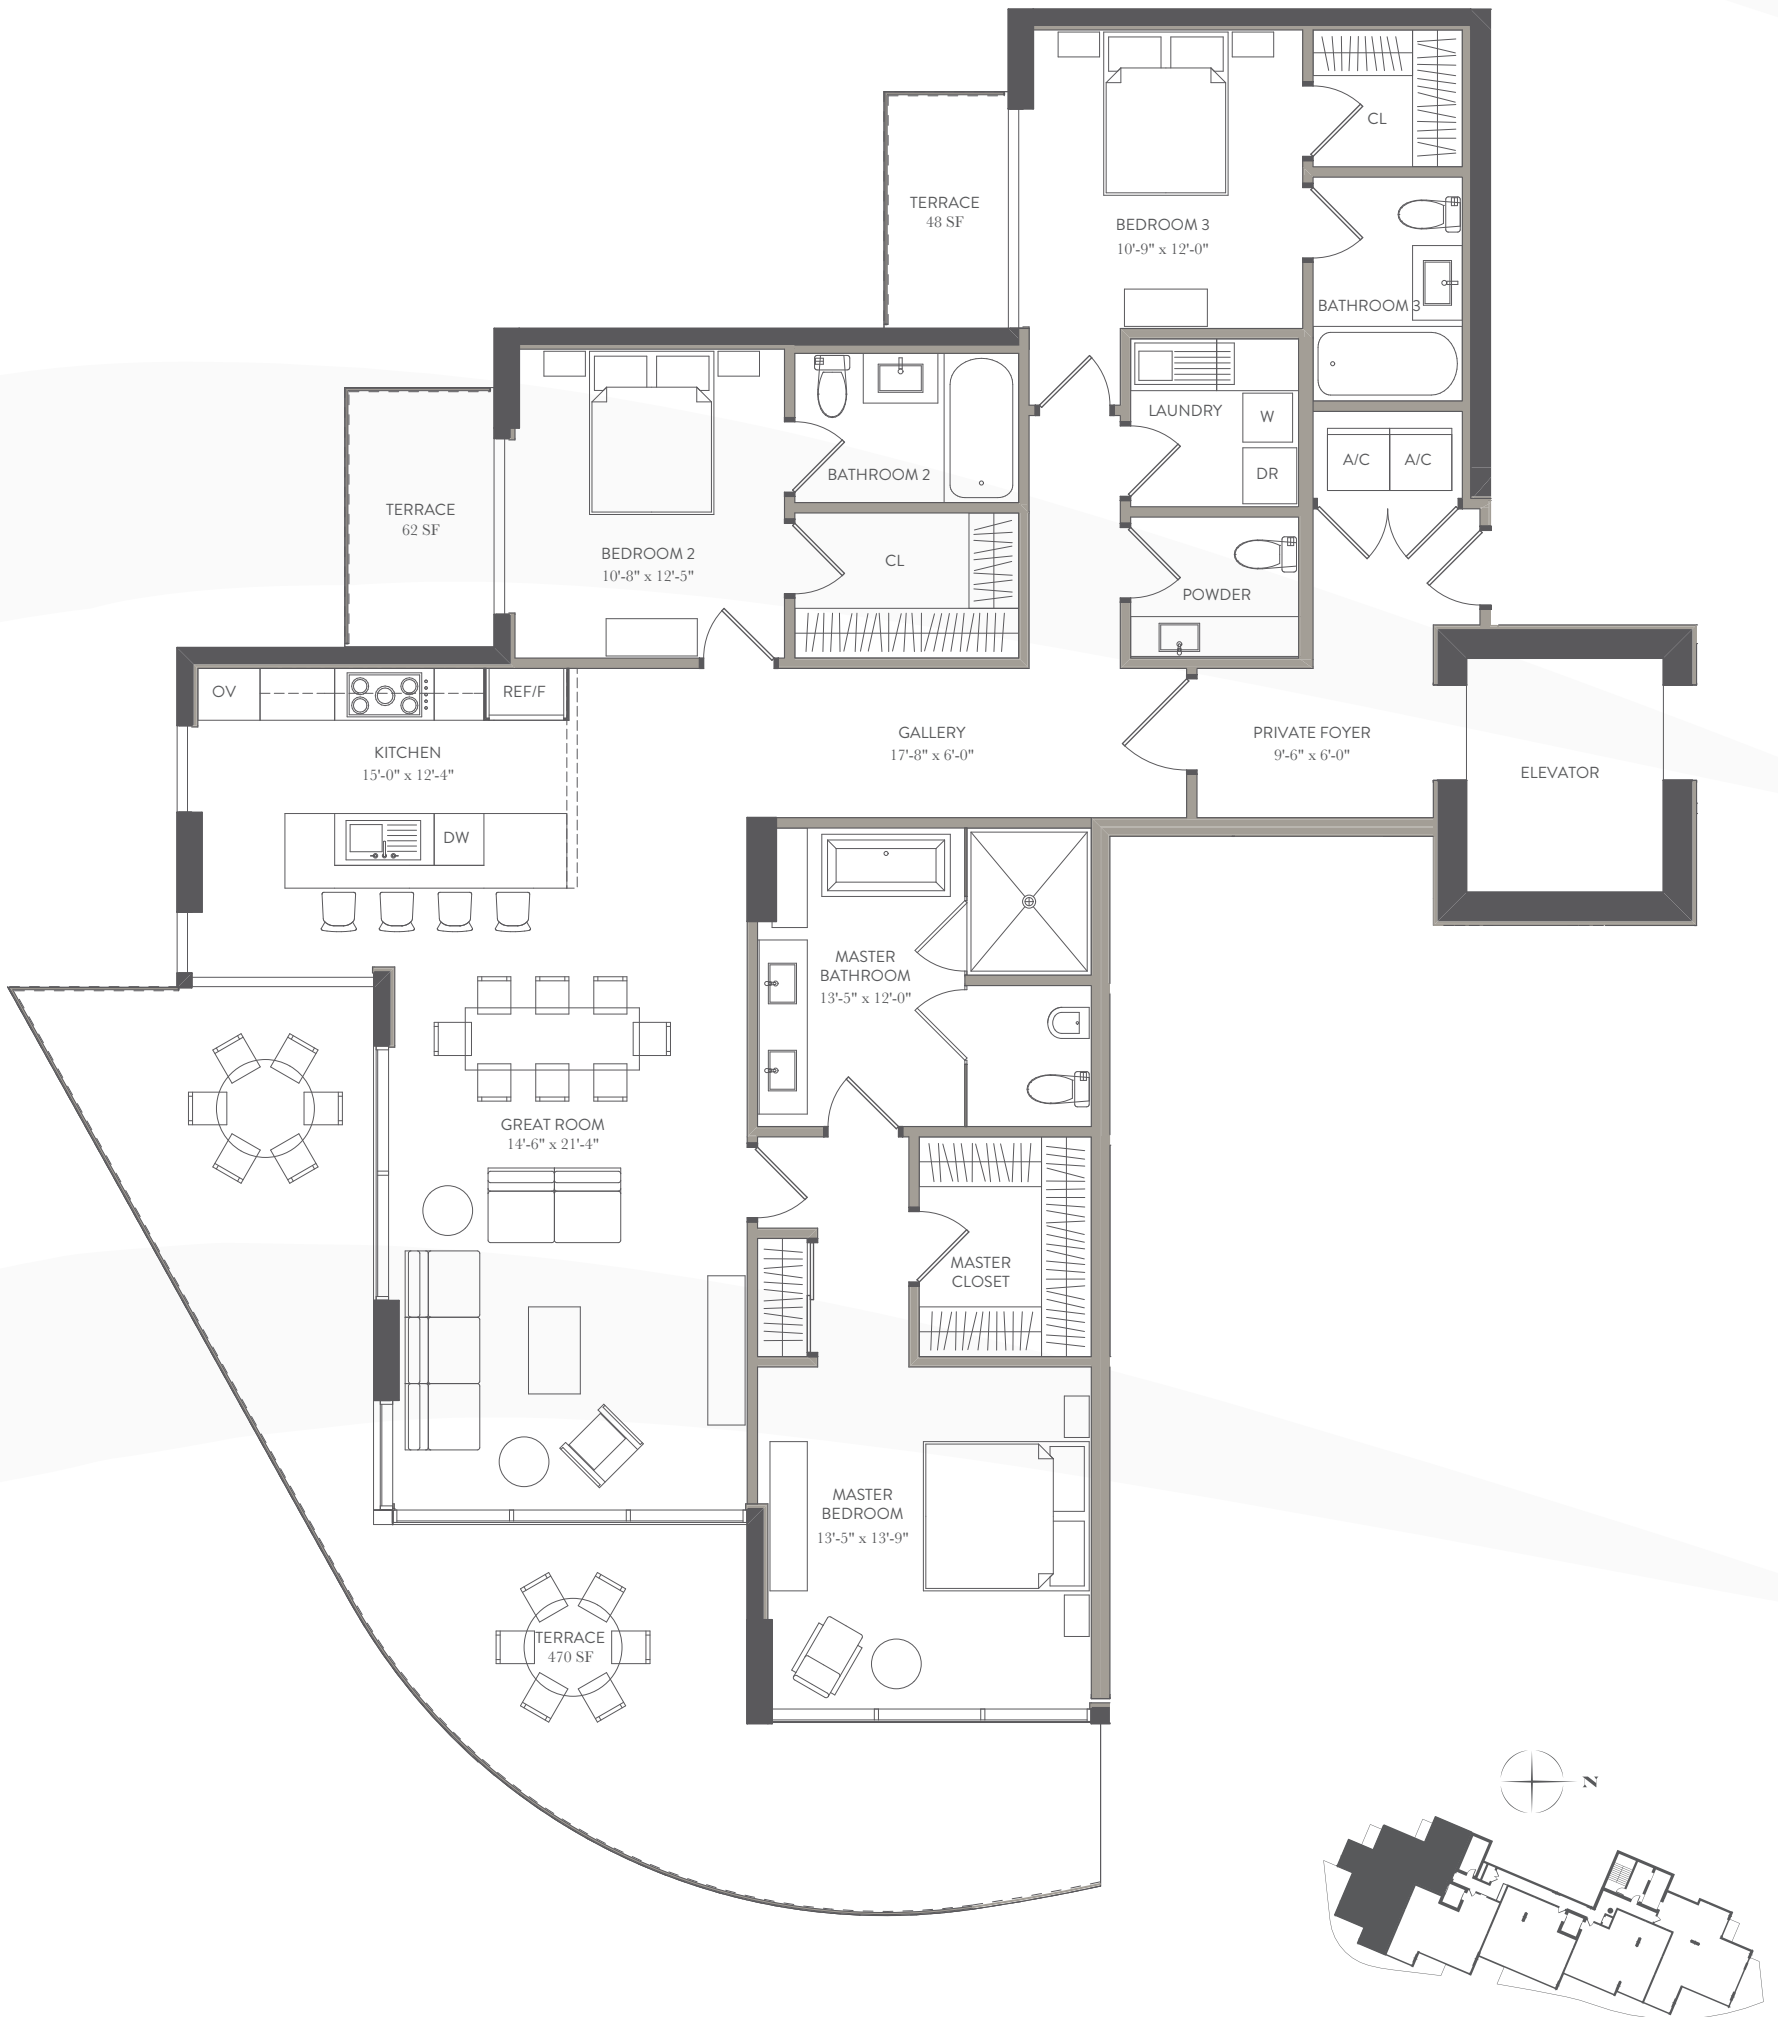 CL
TERRACE
48 SF
BEDROOM 3
10'-9" x 12'-0"
BATHROOM 3
LAUNDRY
W
DR
A/C
A/C
BATHROOM 2
TERRACE
62 SF
BEDROOM 2
10'-8" x 12'-5"
CL
POWDER
OV
REF/F
KITCHEN
15'-0" x 12'-4"
GALLERY
17'-8" x 6'-0"
PRIVATE FOYER
9'-6" x 6'-0"
ELEVATOR
DW
MASTER
BATHROOM
13'-5" x 12'-0"
GREAT ROOM
14'-6" x 21'-4"
MASTER
CLOSET
MASTER
BEDROOM
13'-5" x 13'-9"
TERRACE
470 SF
N